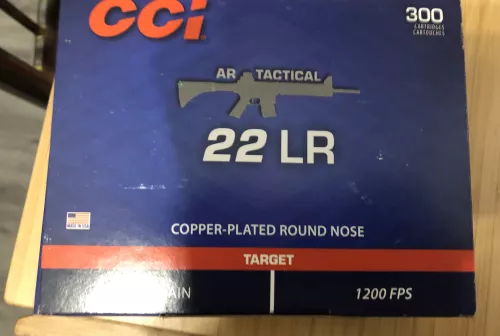 CCI
300
CARTRIDGES
CARTOUCHES
AR TACTICAL
22 LR
MADE IN USA
COPPER-PLATED ROUND NOSE
TARGET
1200 FPS